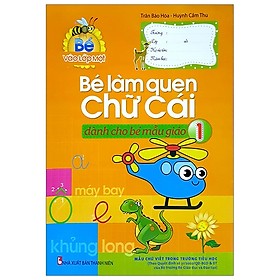 Trần Bảo Hoa - Huỳnh Cẩm Thu
Bé
VÀO LỚP MỘT
Bé làm quen
Chữ Cái
dành cho bé mẫu giáo 1
a
máy bay
e
khủng long
MẪU CHỮ VIẾT TRONG TRƯỜNG TIỂU HỌC
NHÀ XUẤT BẢN THANH NIÊN